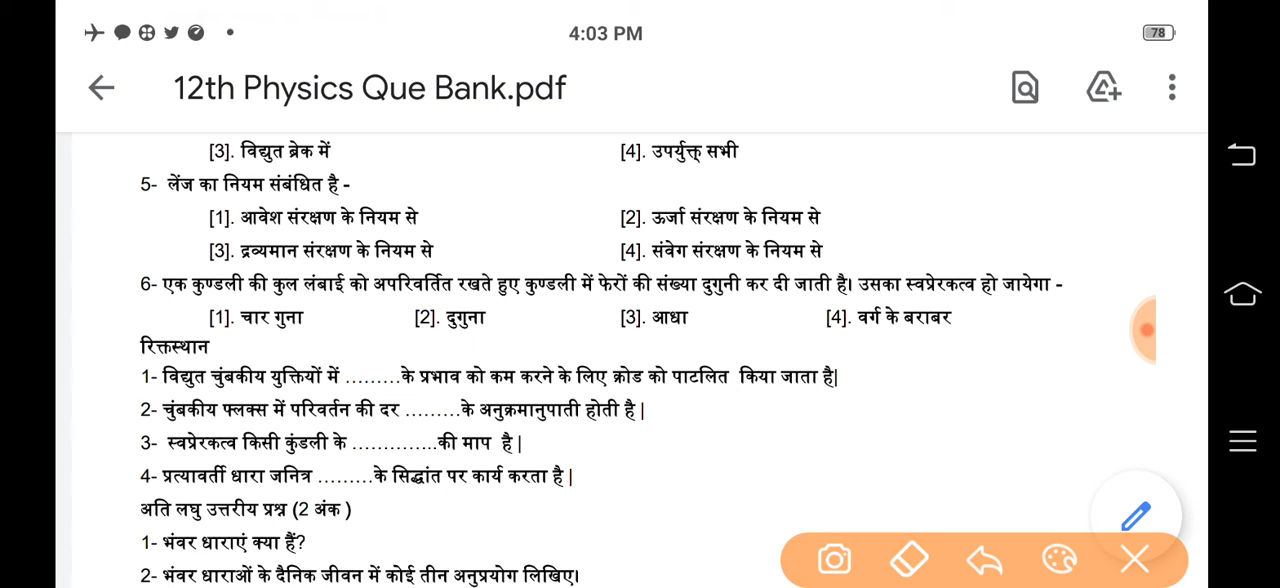 4:03 PM
78
12th Physics Que Bank.pdf
[3]. विद्युत ब्रेक में [4]. उपर्युक्त् सभी
5- लेंज का नियम संबंधित है -
[1]. आवेश संरक्षण के नियम से [2]. ऊर्जा संरक्षण के नियम से
[3]. द्रव्यमान संरक्षण के नियम से [4]. संवेग संरक्षण के नियम से
6- एक कुण्डली की कुल लंबाई को अपरिवर्तित रखते हुए कुण्डली में फेरों की संख्या दुगुनी कर दी जाती है। उसका स्वप्रेरकत्व हो जायेगा -
[1]. चार गुना [2]. दुगुना [3]. आधा [4]. वर्ग के बराबर
रिक्तस्थान
1- विद्युत चुंबकीय युक्तियों में .........के प्रभाव को कम करने के लिए क्रोड को पाटलित किया जाता है|
2- चुंबकीय फ्लक्स में परिवर्तन की दर .........के अनुक्रमानुपाती होती है |
3- स्वप्रेरकत्व किसी कुंडली के ..............की माप है |
4- प्रत्यावर्ती धारा जनित्र .........के सिद्धांत पर कार्य करता है |
अति लघु उत्तरीय प्रश्न (2 अंक )
1- भंवर धाराएं क्या हैं?
2- भंवर धाराओं के दैनिक जीवन में कोई तीन अनुप्रयोग लिखिए।